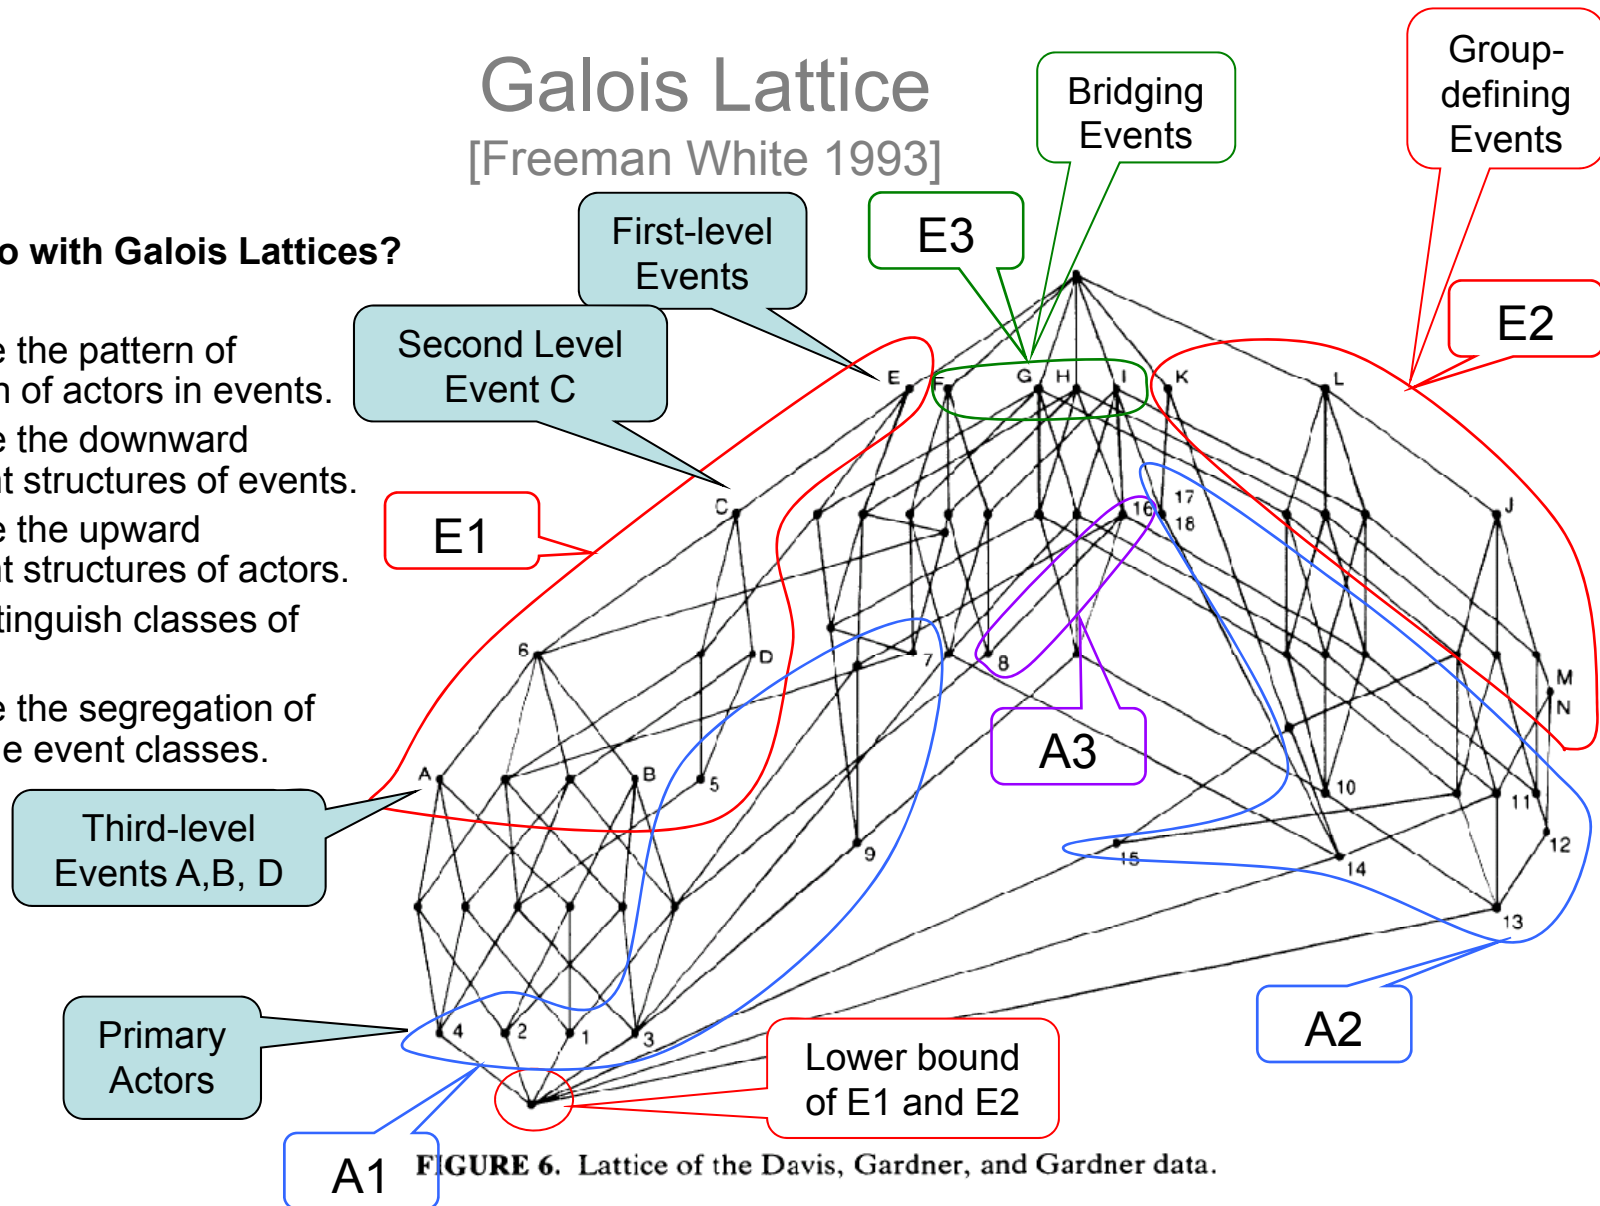 Galois Lattice
[Freeman White 1993]
Group-
defining
Events
Bridging
Events
First-level
Events
E3
E2
o with Galois Lattices?
Second Level
Event C
e the pattern of
n of actors in events.
e the downward
nt structures of events.
e the upward
nt structures of actors.
tinguish classes of
e the segregation of
e event classes.
E1
E
F
G
H
I
K
L
C
16
17
18
J
6
D
7
8
M
N
A3
A
B
5
10
11
Third-level
Events A,B, D
9
15
14
12
13
Primary
Actors
4
2
1
3
Lower bound
of E1 and E2
A2
A1
FIGURE 6. Lattice of the Davis, Gardner, and Gardner data.